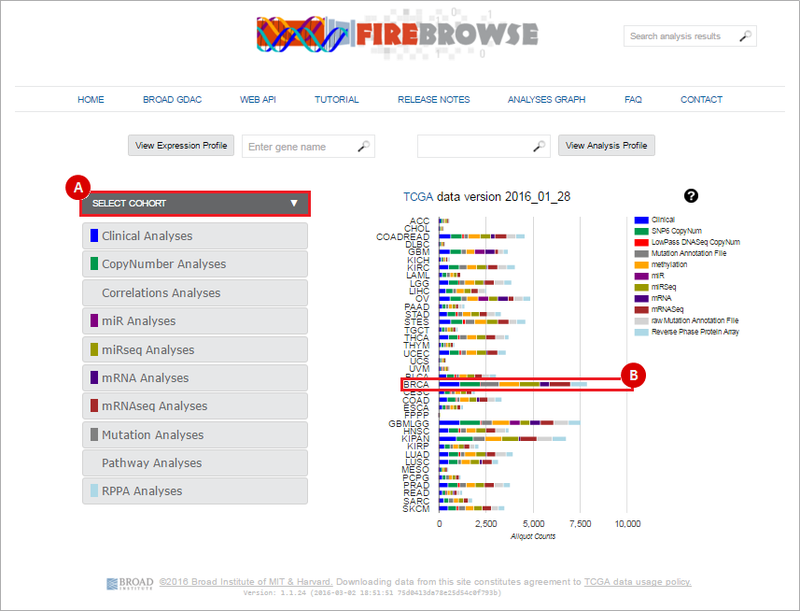 FIREBROWSE
Search analysis results
HOME BROAD GDAC WEB API TUTORIAL RELEASE NOTES ANALYSES GRAPH FAQ CONTACT
View Expression Profile Enter gene name View Analysis Profile
A
SELECT COHORT ▼
Clinical Analyses
CopyNumber Analyses
Correlations Analyses
miR Analyses
miRseq Analyses
mRNA Analyses
mRNAseq Analyses
Mutation Analyses
Pathway Analyses
RPPA Analyses
TCGA data version 2016_01_28 ?
ACC
CHOL
COADREAD
DLBC
GBM
KICH
KIRC
LAML
LGG
LIHC
OV
PAAD
STAD
STES
TGCT
THCA
THYM
UCEC
UCS
UVM
BLCA
BRCA
B
CESC
COAD
ESCA
FPPP
GBMLGG
HNSC
KIPAN
KIRP
LUAD
LUSC
MESO
PCPG
PRAD
READ
SARC
SKCM
0 2,500 5,000 7,500 10,000
Aliquot Counts
Clinical
SNP6 CopyNum
LowPass DNASeq CopyNum
Mutation Annotation File
methylation
miR
miRSeq
mRNA
mRNASeq
raw Mutation Annotation File
Reverse Phase Protein Array
BROAD
INSTITUTE
©2016 Broad Institute of MIT & Harvard. Downloading data from this site constitutes agreement to TCGA data usage policy.
Version: 1.1.24 (2016-03-02 18:51:51 75d0413de78e25d54c0f795b)